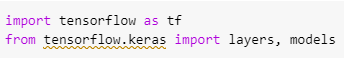 import tensorflow as tf
from tensorflow.keras import layers, models